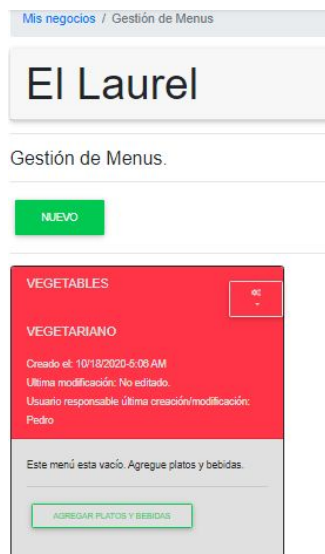 Mis negocios / Gestión de Menus
El Laurel
Gestión de Menus.
NUEVO
VEGETABLES
VEGETARIANO
Creado el: 10/18/2020-5:06 AM
Ultima modificación: No editado.
Usuario responsable última creación/modificación:
Pedro
Este menú esta vacío. Agregue platos y bebidas.
AGREGAR PLATOS Y BEBIDAS